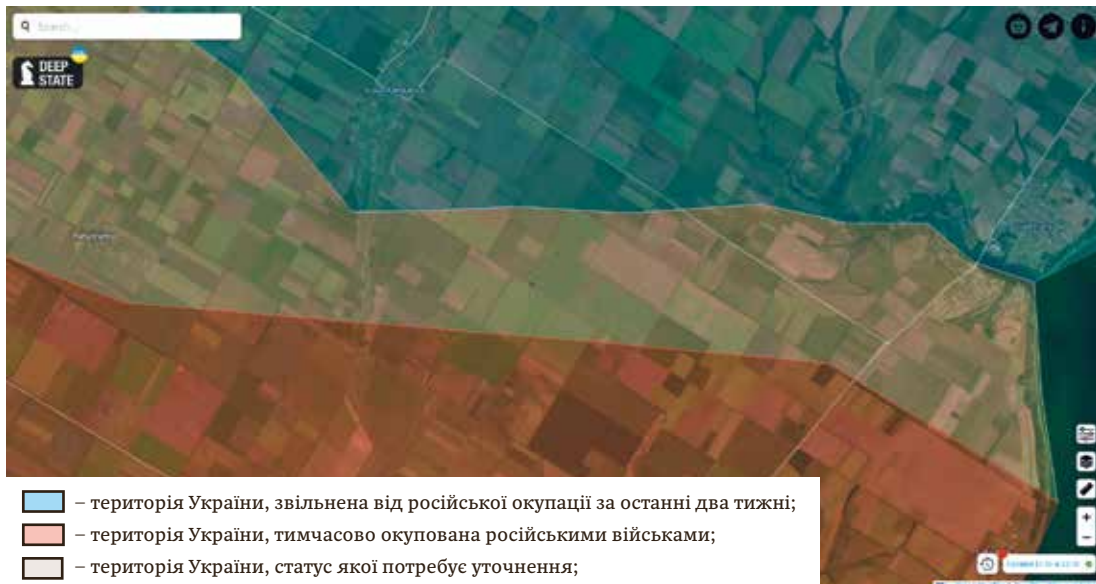 Search...
DEEP
STATE
– територія України, звільнена від російської окупації за останні два тижні;
– територія України, тимчасово окупована російськими військами;
– територія України, статус якої потребує уточнення;